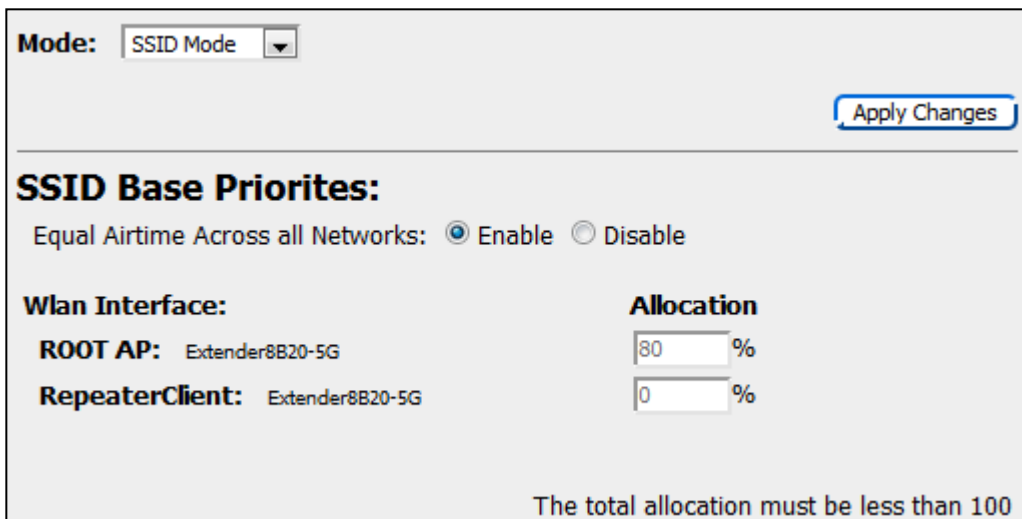 Mode: SSID Mode
Apply Changes
SSID Base Priorites:
Equal Airtime Across all Networks: Enable Disable
Wlan Interface: Allocation
ROOT AP: Extender8B20-5G 80 %
RepeaterClient: Extender8B20-5G 0 %
The total allocation must be less than 100